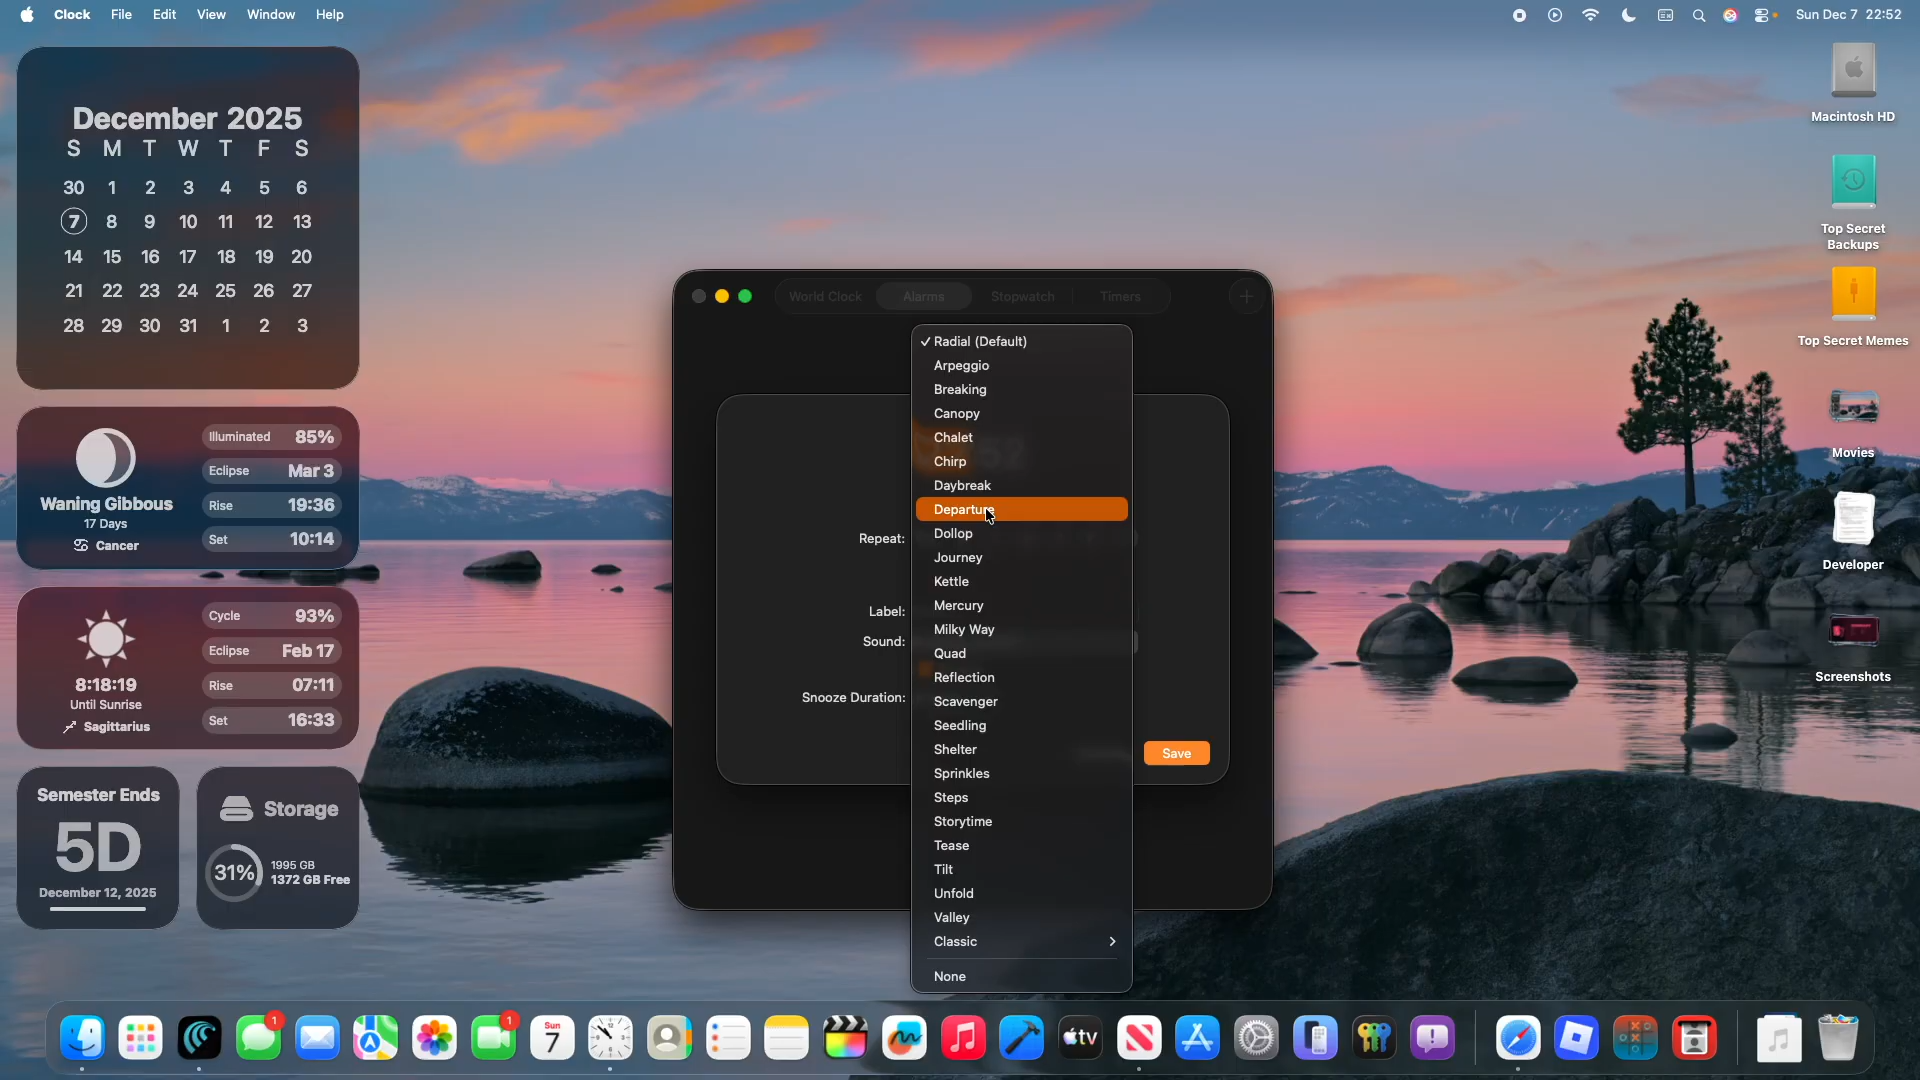 Clock File Edit View Window Help
Sun Dec 7 22:52
December 2025
S M T W T F S
30 1 2 3 4 5 6
7 8 9 10 11 12 13
14 15 16 17 18 19 20
21 22 23 24 25 26 27
28 29 30 31 1 2 3
Waning Gibbous
17 Days
Cancer
Illuminated 85%
Eclipse Mar 3
Rise 19:36
Set 10:14
8:18:19
Until Sunrise
Sagittarius
Cycle 93%
Eclipse Feb 17
Rise 07:11
Set 16:33
Semester Ends
5D
December 12, 2025
Storage
31%
1995 GB
1372 GB Free
World Clock Alarms Stopwatch Timers
Repeat:
Label:
Sound:
Snooze Duration:
Save
✓ Radial (Default)
Arpeggio
Breaking
Canopy
Chalet
Chirp
Daybreak
Departure
Dollop
Journey
Kettle
Mercury
Milky Way
Quad
Reflection
Scavenger
Seedling
Shelter
Sprinkles
Steps
Storytime
Tease
Tilt
Unfold
Valley
Classic
None
Macintosh HD
Top Secret
Backups
Top Secret Memes
Movies
Developer
Screenshots
1
1
Sun
7
tv